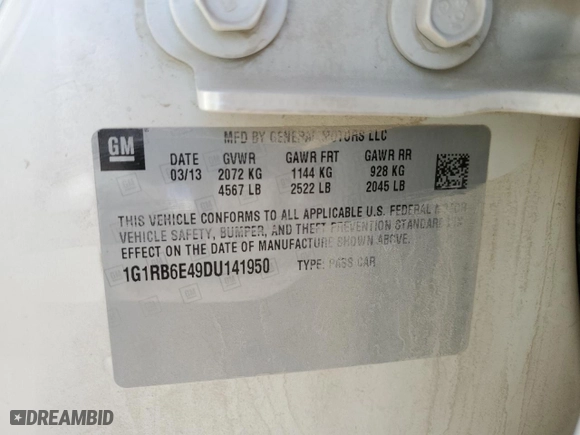 GM
MFD BY GENERAL MOTORS LLC
DATE GVWR GAWR FRT GAWR RR
03/13 2072 KG 1144 KG 928 KG
4567 LB 2522 LB 2045 LB
THIS VEHICLE CONFORMS TO ALL APPLICABLE U.S. FEDERAL MOTOR
VEHICLE SAFETY, BUMPER, AND THEFT PREVENTION STANDARDS IN
EFFECT ON THE DATE OF MANUFACTURE SHOWN ABOVE.
1G1RB6E49DU141950 TYPE: PASS CAR
DREAMBID